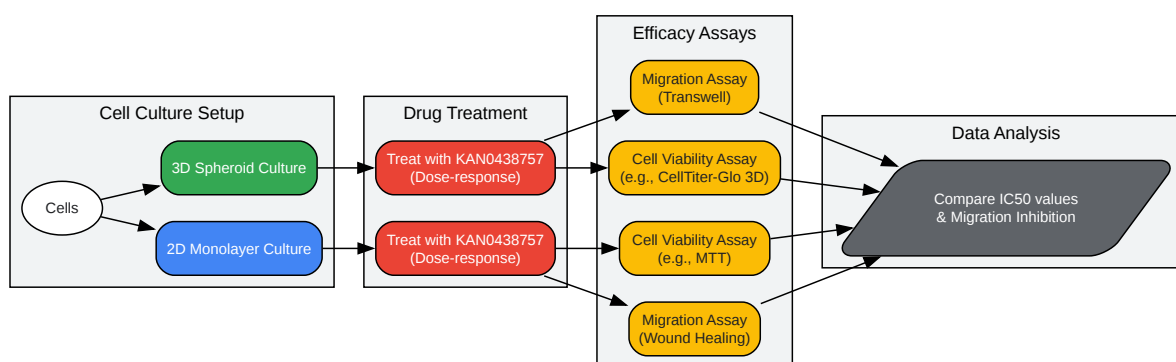 Cell Culture Setup
Cells
3D Spheroid Culture
2D Monolayer Culture
Drug Treatment
Treat with KAN0438757
(Dose-response)
Treat with KAN0438757
(Dose-response)
Efficacy Assays
Migration Assay
(Transwell)
Cell Viability Assay
(e.g., CellTiter-Glo 3D)
Cell Viability Assay
(e.g., MTT)
Migration Assay
(Wound Healing)
Data Analysis
Compare IC50 values
& Migration Inhibition